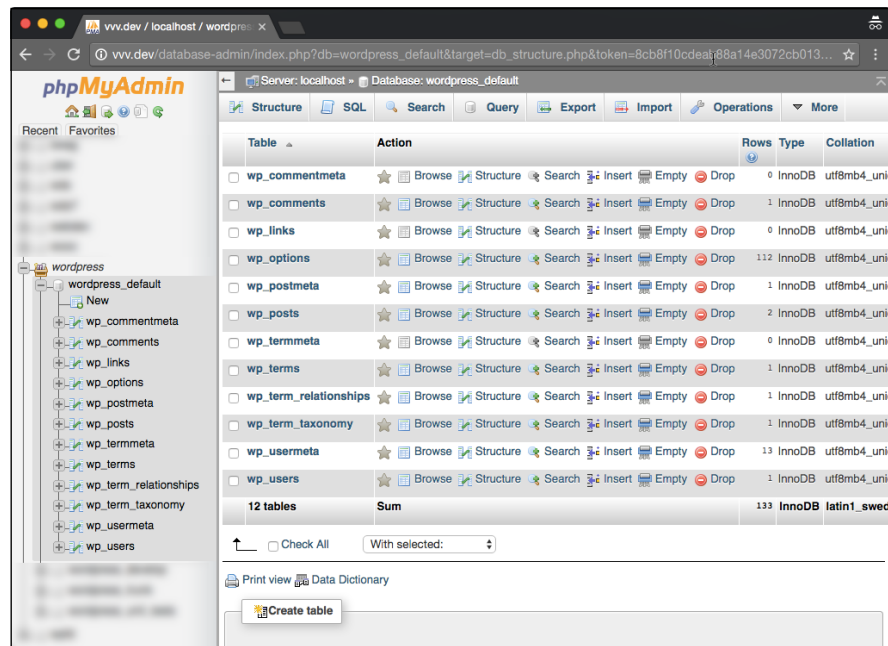 vvv.dev / localhost / wordpres
vvv.dev/database-admin/index.php?db=wordpress_default&target=db_structure.php&token=8cb8f10cdeab88a14e3072cb013...
phpMyAdmin
Recent Favorites
wordpress
wordpress_default
New
wp_commentmeta
wp_comments
wp_links
wp_options
wp_postmeta
wp_posts
wp_termmeta
wp_terms
wp_term_relationships
wp_term_taxonomy
wp_usermeta
wp_users
Server: localhost » Database: wordpress_default
Structure SQL Search Query Export Import Operations More
Table Action Rows Type Collation
wp_commentmeta Browse Structure Search Insert Empty Drop 0 InnoDB utf8mb4_uni
wp_comments Browse Structure Search Insert Empty Drop 1 InnoDB utf8mb4_uni
wp_links Browse Structure Search Insert Empty Drop 0 InnoDB utf8mb4_uni
wp_options Browse Structure Search Insert Empty Drop 112 InnoDB utf8mb4_uni
wp_postmeta Browse Structure Search Insert Empty Drop 1 InnoDB utf8mb4_uni
wp_posts Browse Structure Search Insert Empty Drop 2 InnoDB utf8mb4_uni
wp_termmeta Browse Structure Search Insert Empty Drop 0 InnoDB utf8mb4_uni
wp_terms Browse Structure Search Insert Empty Drop 1 InnoDB utf8mb4_uni
wp_term_relationships Browse Structure Search Insert Empty Drop 1 InnoDB utf8mb4_uni
wp_term_taxonomy Browse Structure Search Insert Empty Drop 1 InnoDB utf8mb4_uni
wp_usermeta Browse Structure Search Insert Empty Drop 13 InnoDB utf8mb4_uni
wp_users Browse Structure Search Insert Empty Drop 1 InnoDB utf8mb4_uni
12 tables Sum 133 InnoDB latin1_swed
Check All With selected:
Print view Data Dictionary
Create table